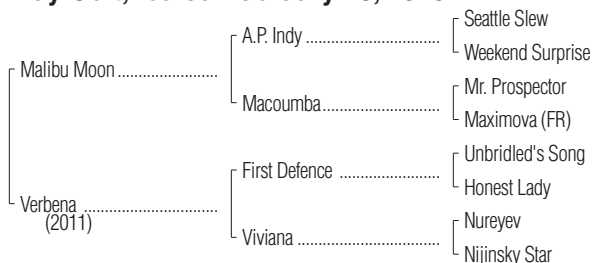 Malibu Moon
Verbena
(2011)
A.P. Indy
Macoumba
First Defence
Viviana
Seattle Slew
Weekend Surprise
Mr. Prospector
Maximova (FR)
Unbridled's Song
Honest Lady
Nureyev
Nijinsky Star